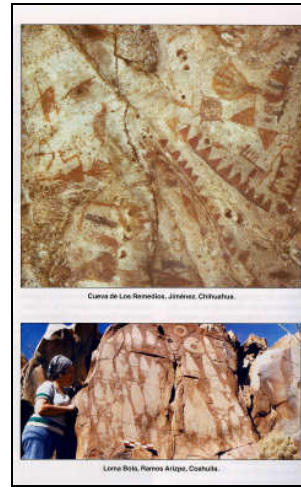 Cueva de Los Remedios, Jiménez, Chihuahua.
Loma Bola, Ramos Arizpe, Coahuila.